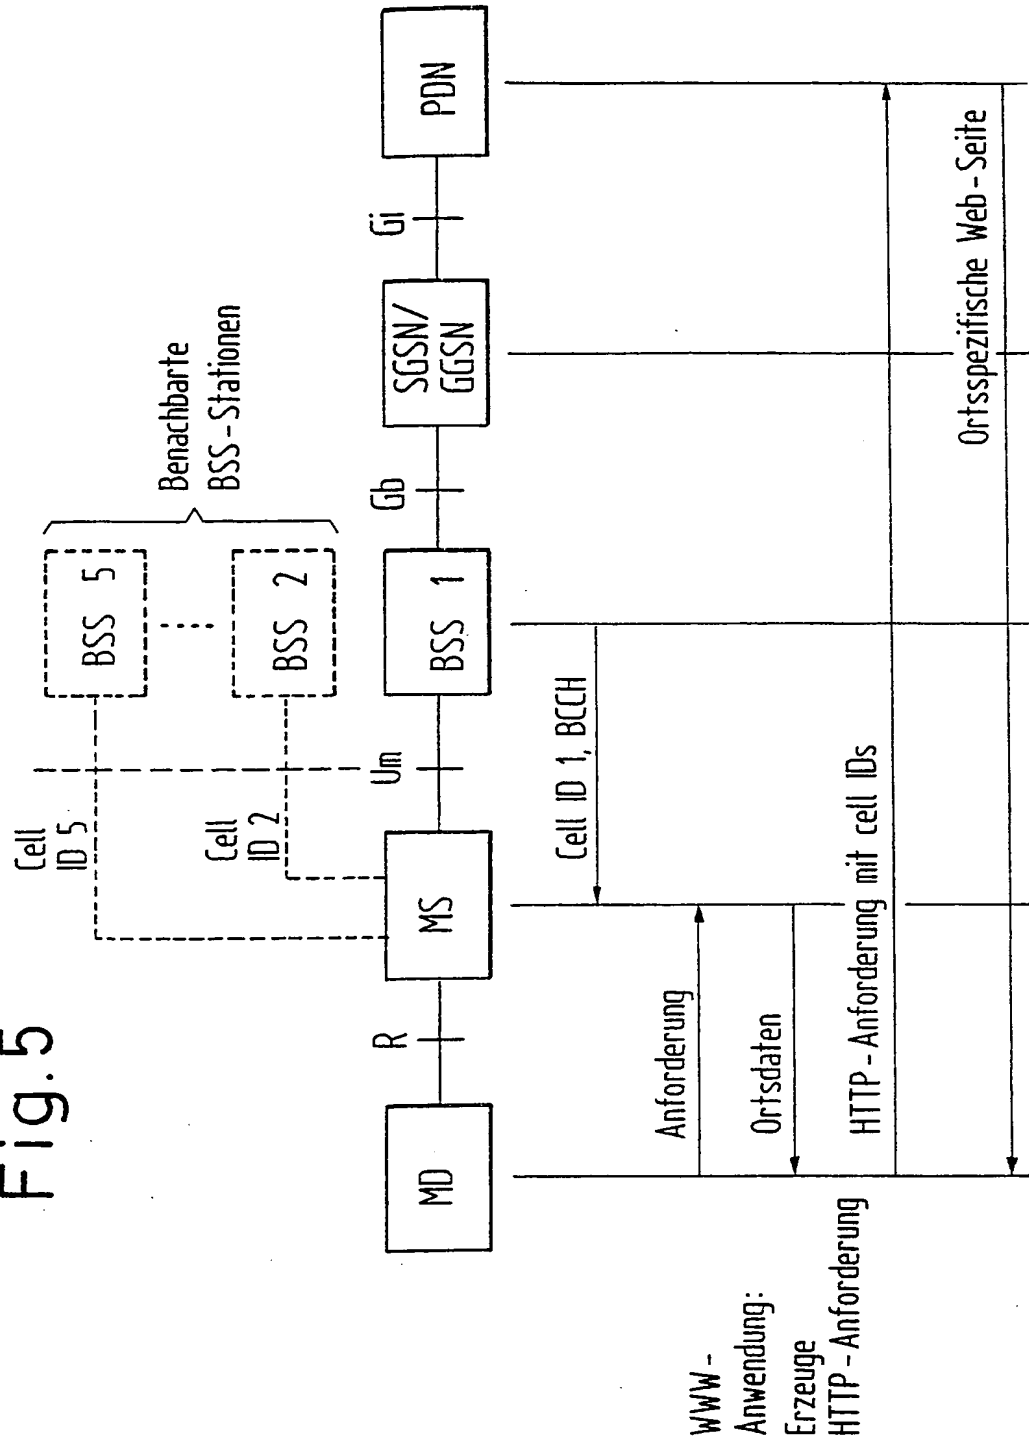 Fig. 5
Cell
ID 5
Cell
ID 2
BSS 5
BSS 2
Benachbarte
BSS-Stationen
MD
R
MS
Um
BSS 1
Gb
SGSN/
GGSN
Gi
PDN
Cell ID 1, BCCH
Anforderung
Ortsdaten
WWW-
Anwendung:
Erzeuge
HTTP-Anforderung
HTTP-Anforderung mit cell IDs
Ortsspezifische Web-Seite